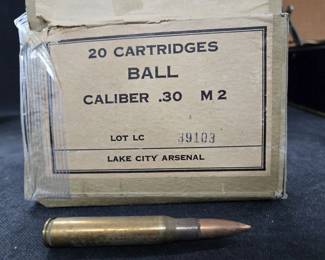 20 CARTRIDGES
BALL
CALIBER .30 M2
LOT LC 39103
LAKE CITY ARSENAL